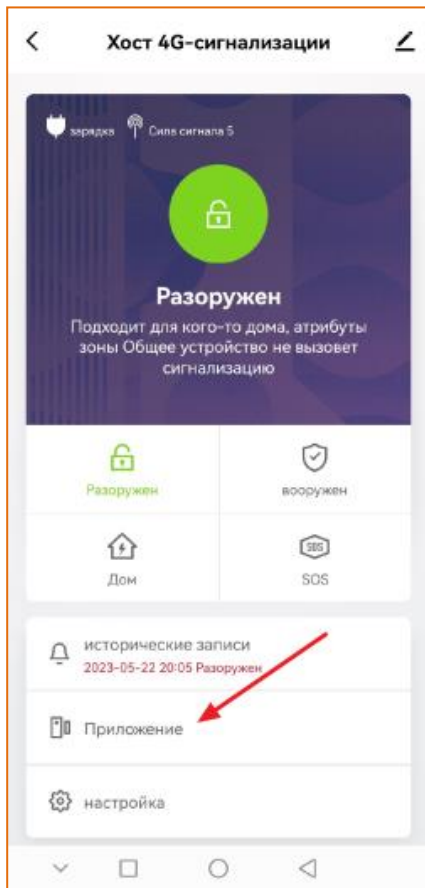 Хост 4G-сигнализации
зарядка Сила сигнала 5
Разоружен
Подходит для кого-то дома, атрибуты
зоны Общее устройство не вызовет
сигнализацию
Разоружен вооружен
Дом SOS
исторические записи
2023-05-22 20:05 Разоружен
Приложение
настройка